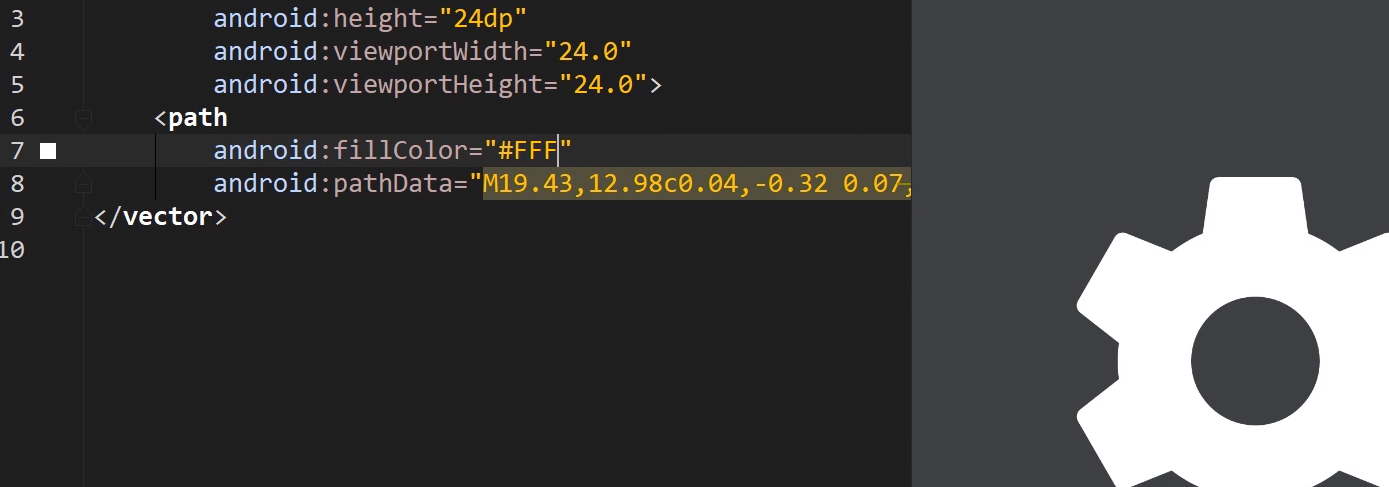 3 android:height="24dp"
4 android:viewportWidth="24.0"
5 android:viewportHeight="24.0">
6 <path
7 android:fillColor="#FFF"
8 android:pathData="M19.43,12.98c0.04,-0.32 0.07,
9 </vector>
10